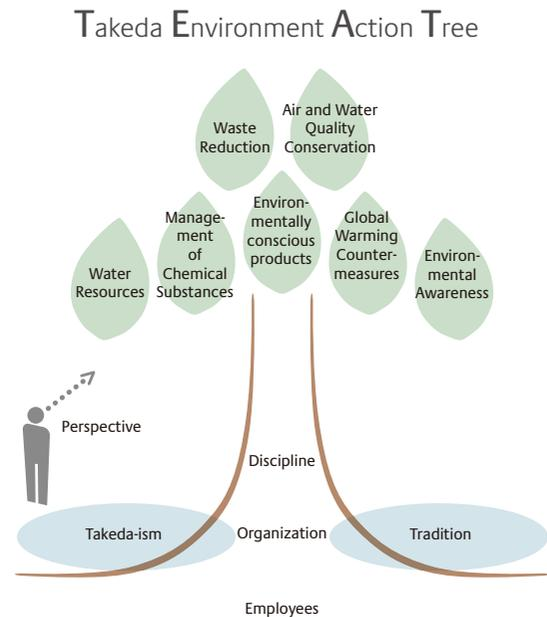 Takeda Environment Action Tree
Waste
Reduction
Air and Water
Quality
Conservation
Water
Resources
Manage-
ment
of
Chemical
Substances
Environ-
mentally
conscious
products
Global
Warming
Counter-
measures
Environ-
mental
Awareness
Perspective
Discipline
Takeda-ism
Organization
Tradition
Employees